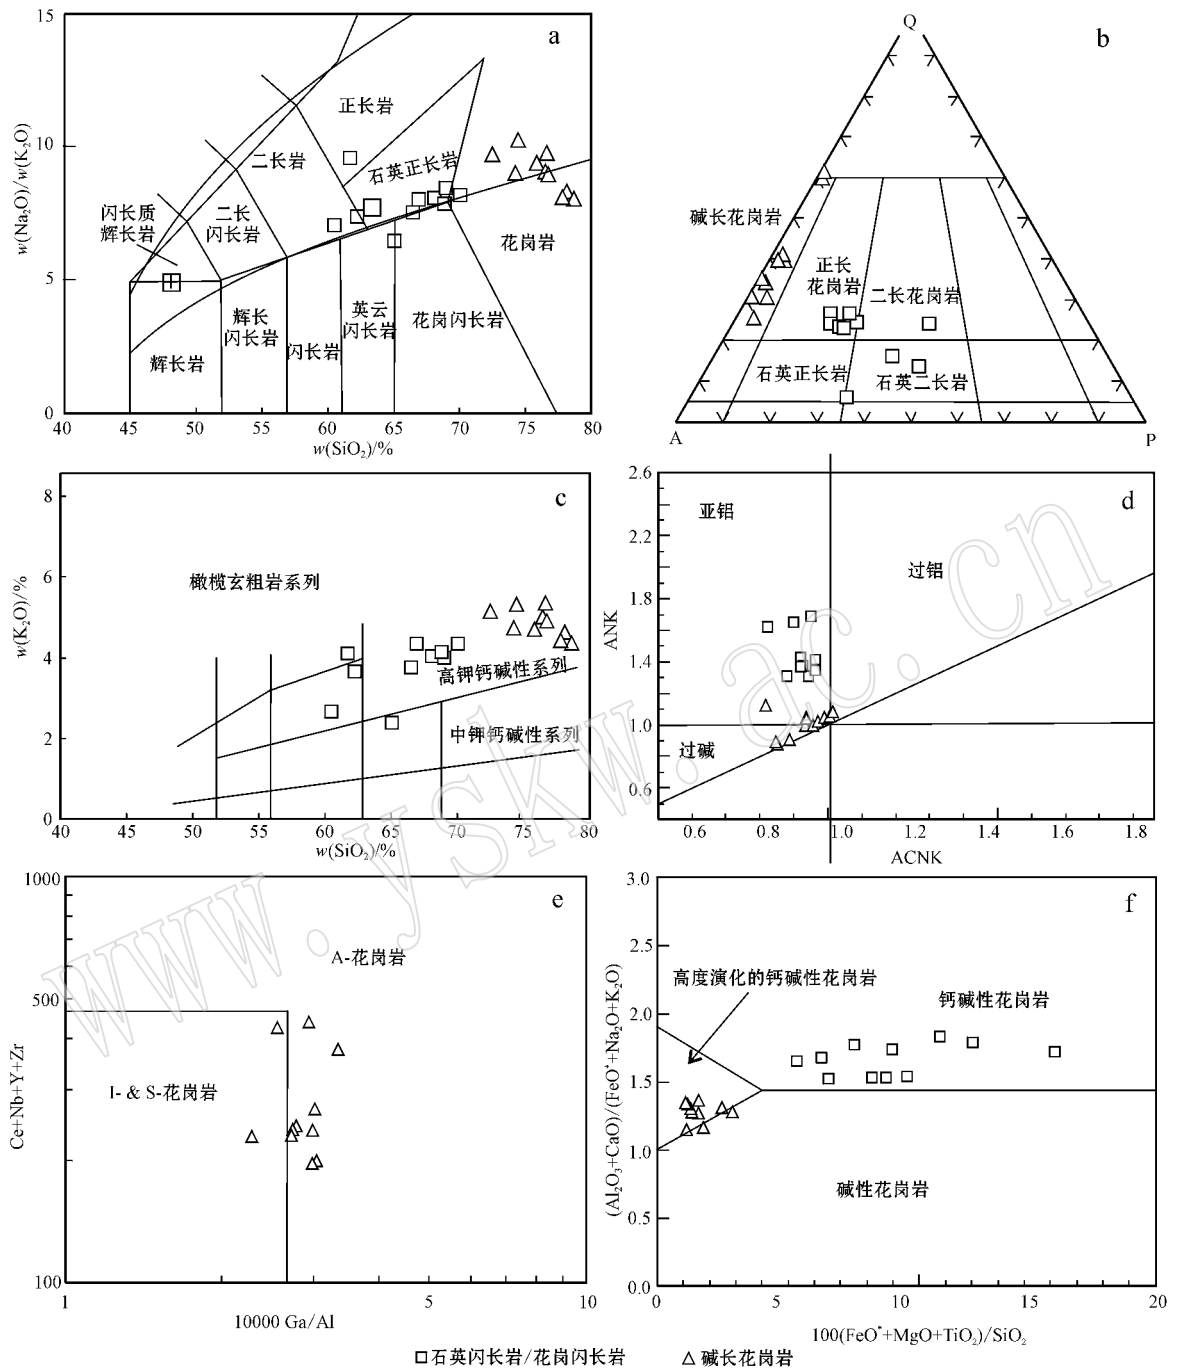 a
15
10
5
0
w(Na₂O)/w(K₂O)
正长岩
二长岩
石英正长岩
闪长质
辉长岩
二长
闪长岩
花岗岩
辉长
闪长岩
英云
闪长岩
花岗闪长岩
闪长岩
辉长岩
40 45 50 55 60 65 70 75 80
w(SiO₂)/%
b
Q
碱长花岗岩
正长
花岗岩
二长花岗岩
石英正长岩
石英二长岩
A
P
c
8
6
4
2
0
w(K₂O)/%
橄榄玄粗岩系列
高钾钙碱性系列
中钾钙碱性系列
40 45 50 55 60 65 70 75 80
w(SiO₂)/%
d
2.6
2.2
1.8
1.4
1.0
0.6
ANK
亚铝
过铝
过碱
0.6 0.8 1.0 1.2 1.4 1.6 1.8
ACNK
e
1000
500
100
Ce+Nb+Y+Zr
A-花岗岩
I- & S-花岗岩
1 5 10
10000 Ga/Al
f
3.0
2.5
2.0
1.5
1.0
0.5
0.0
(Al₂O₃+CaO)/(FeO*+Na₂O+K₂O)
高度演化的钙碱性花岗岩
钙碱性花岗岩
碱性花岗岩
0 5 10 15 20
100(FeO*+MgO+TiO₂)/SiO₂
石英闪长岩/花岗闪长岩 碱长花岗岩
www.yskw.ac.cn